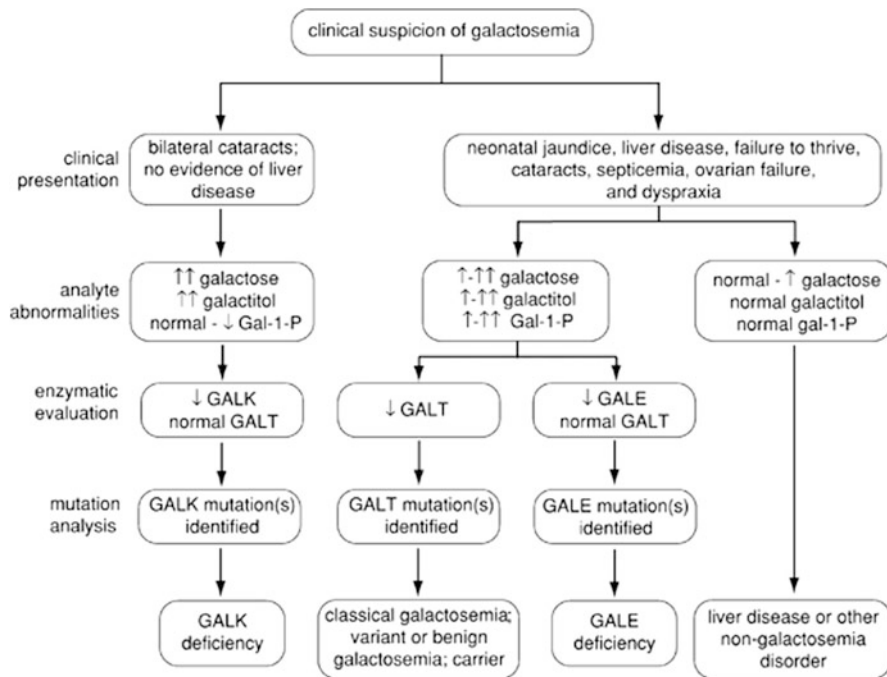 clinical suspicion of galactosemia
clinical
presentation
bilateral cataracts;
no evidence of liver
disease
neonatal jaundice, liver disease, failure to thrive,
cataracts, septicemia, ovarian failure,
and dyspraxia
analyte
abnormalities
↑↑ galactose
↑↑ galactitol
normal - ↓ Gal-1-P
↑-↑↑ galactose
↑-↑↑ galactitol
↑-↑↑ Gal-1-P
normal - ↑ galactose
normal galactitol
normal gal-1-P
enzymatic
evaluation
↓ GALK
normal GALT
↓ GALT
↓ GALE
normal GALT
mutation
analysis
GALK mutation(s)
identified
GALT mutation(s)
identified
GALE mutation(s)
identified
GALK
deficiency
classical galactosemia;
variant or benign
galactosemia; carrier
GALE
deficiency
liver disease or other
non-galactosemia
disorder